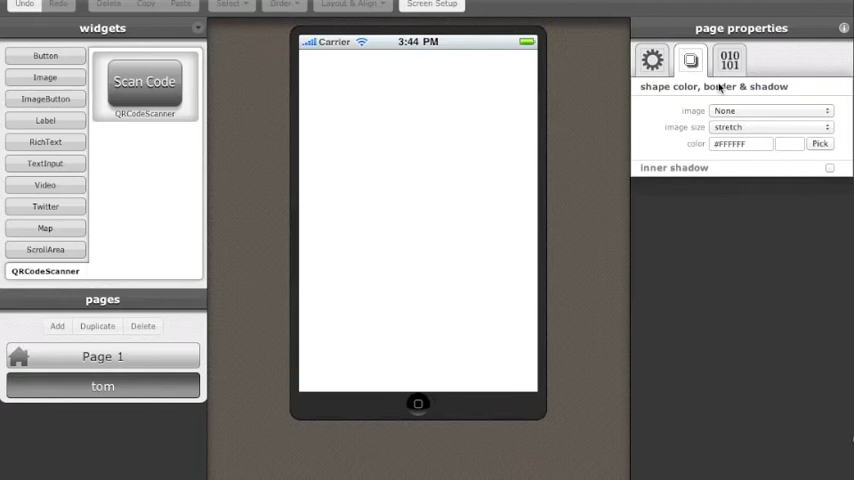 Undo Redo Delete Copy Paste Select Order Layout & Align Screen Setup
widgets
Button
Image
ImageButton
Label
RichText
TextInput
Video
Twitter
Map
ScrollArea
QRCodeScanner
Scan Code
QRCodeScanner
pages
Add Duplicate Delete
Page 1
tom
Carrier 3:44 PM
page properties
010
101
shape color, border & shadow
image None
image size stretch
color #FFFFFF Pick
inner shadow